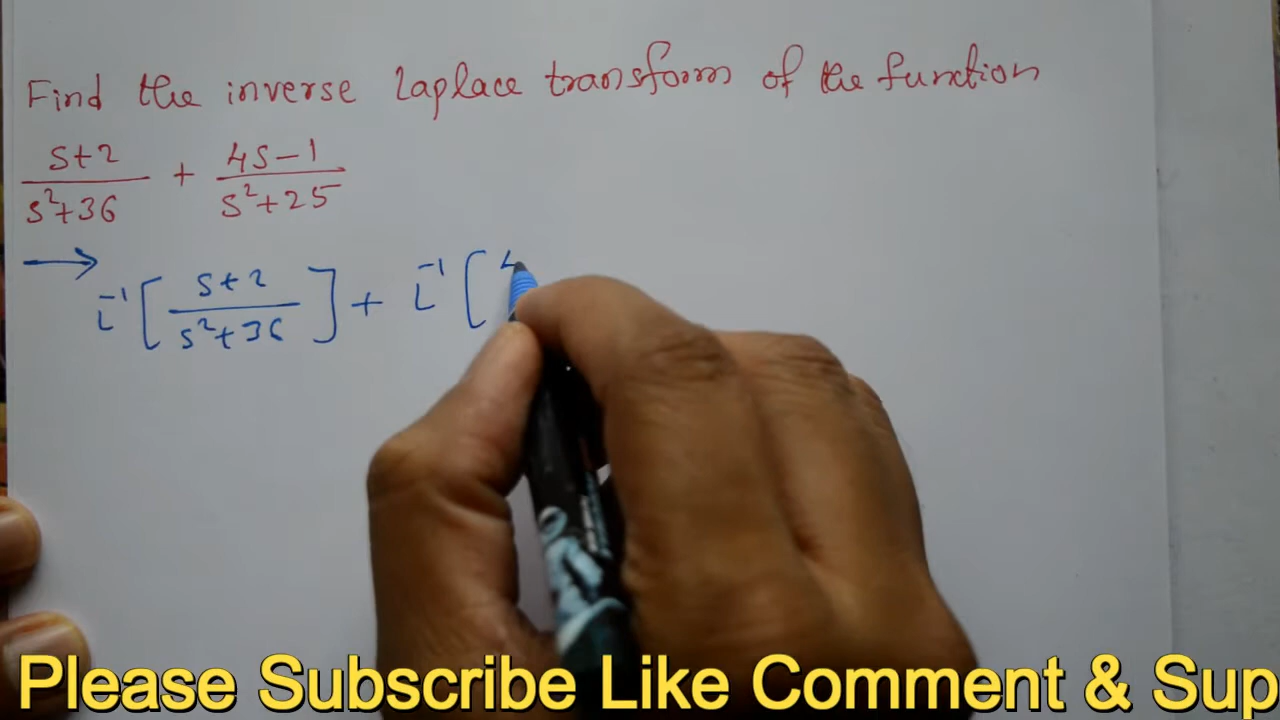 Find the inverse Laplace transform of the function
s+2/s²+36 + 4s-1/s²+25
→ L⁻¹[s+2/s²+36] + L⁻¹[4
Please Subscribe Like Comment & Sup